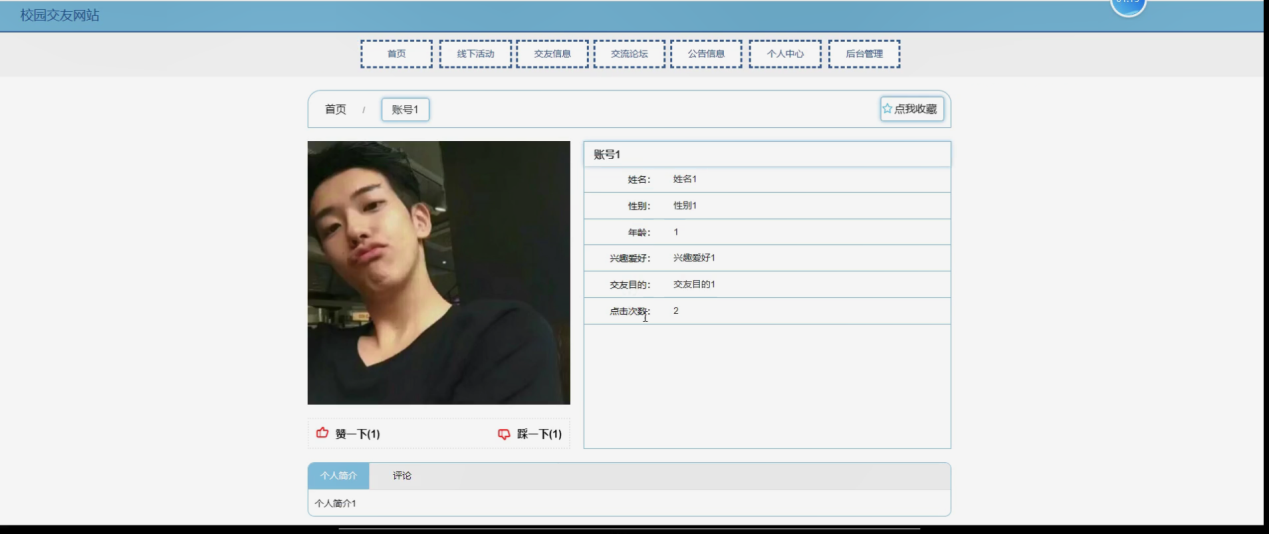 校园交友网站
首页 线下活动 交友信息 交流论坛 公告信息 个人中心 后台管理
首页 / 账号1 点我收藏
账号1
姓名: 姓名1
性别: 性别1
年龄: 1
兴趣爱好: 兴趣爱好1
交友目的: 交友目的1
点击次数: 2
赞一下(1) 踩一下(1)
个人简介 评论
个人简介1